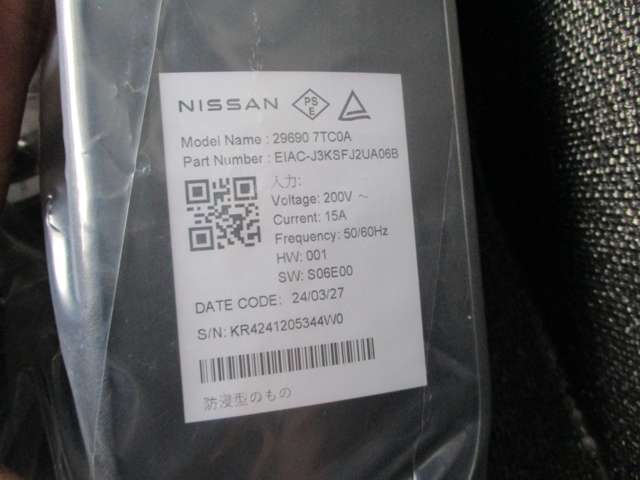 NISSAN PS E
Model Name : 29690 7TC0A
Part Number : EIAC-J3KSFJ2UA06B
入力:
Voltage: 200V ~
Current: 15A
Frequency: 50/60Hz
HW: 001
SW: S06E00
DATE CODE: 24/03/27
S/N: KR4241205344W0
防浸型のもの